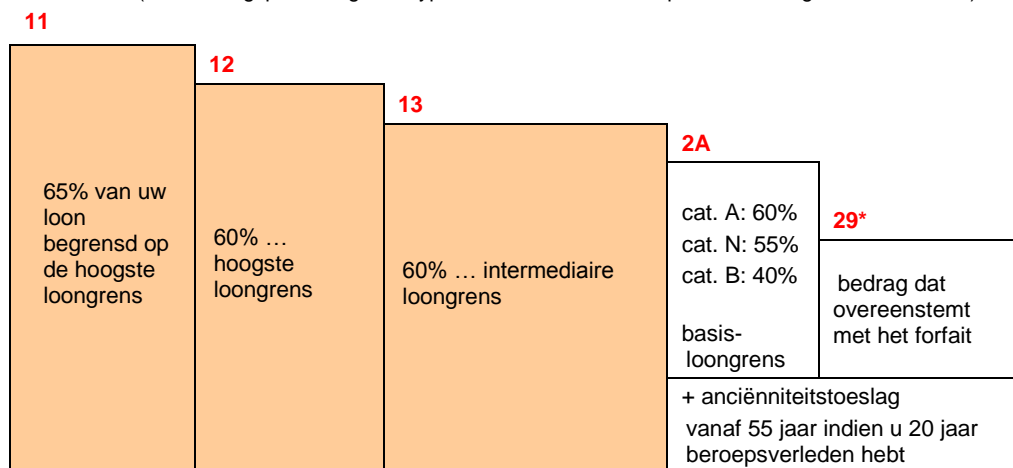 11
12
13
2A
29*
65% van uw
loon
begrensd op
de hoogste
loongrens
60% …
hoogste
loongrens
60% … intermediaire
loongrens
cat. A: 60%
cat. N: 55%
cat. B: 40%
basis-
loongrens
bedrag dat
overeenstemt
met het forfait
+ anciënniteitstoeslag
vanaf 55 jaar indien u 20 jaar
beroepsverleden hebt